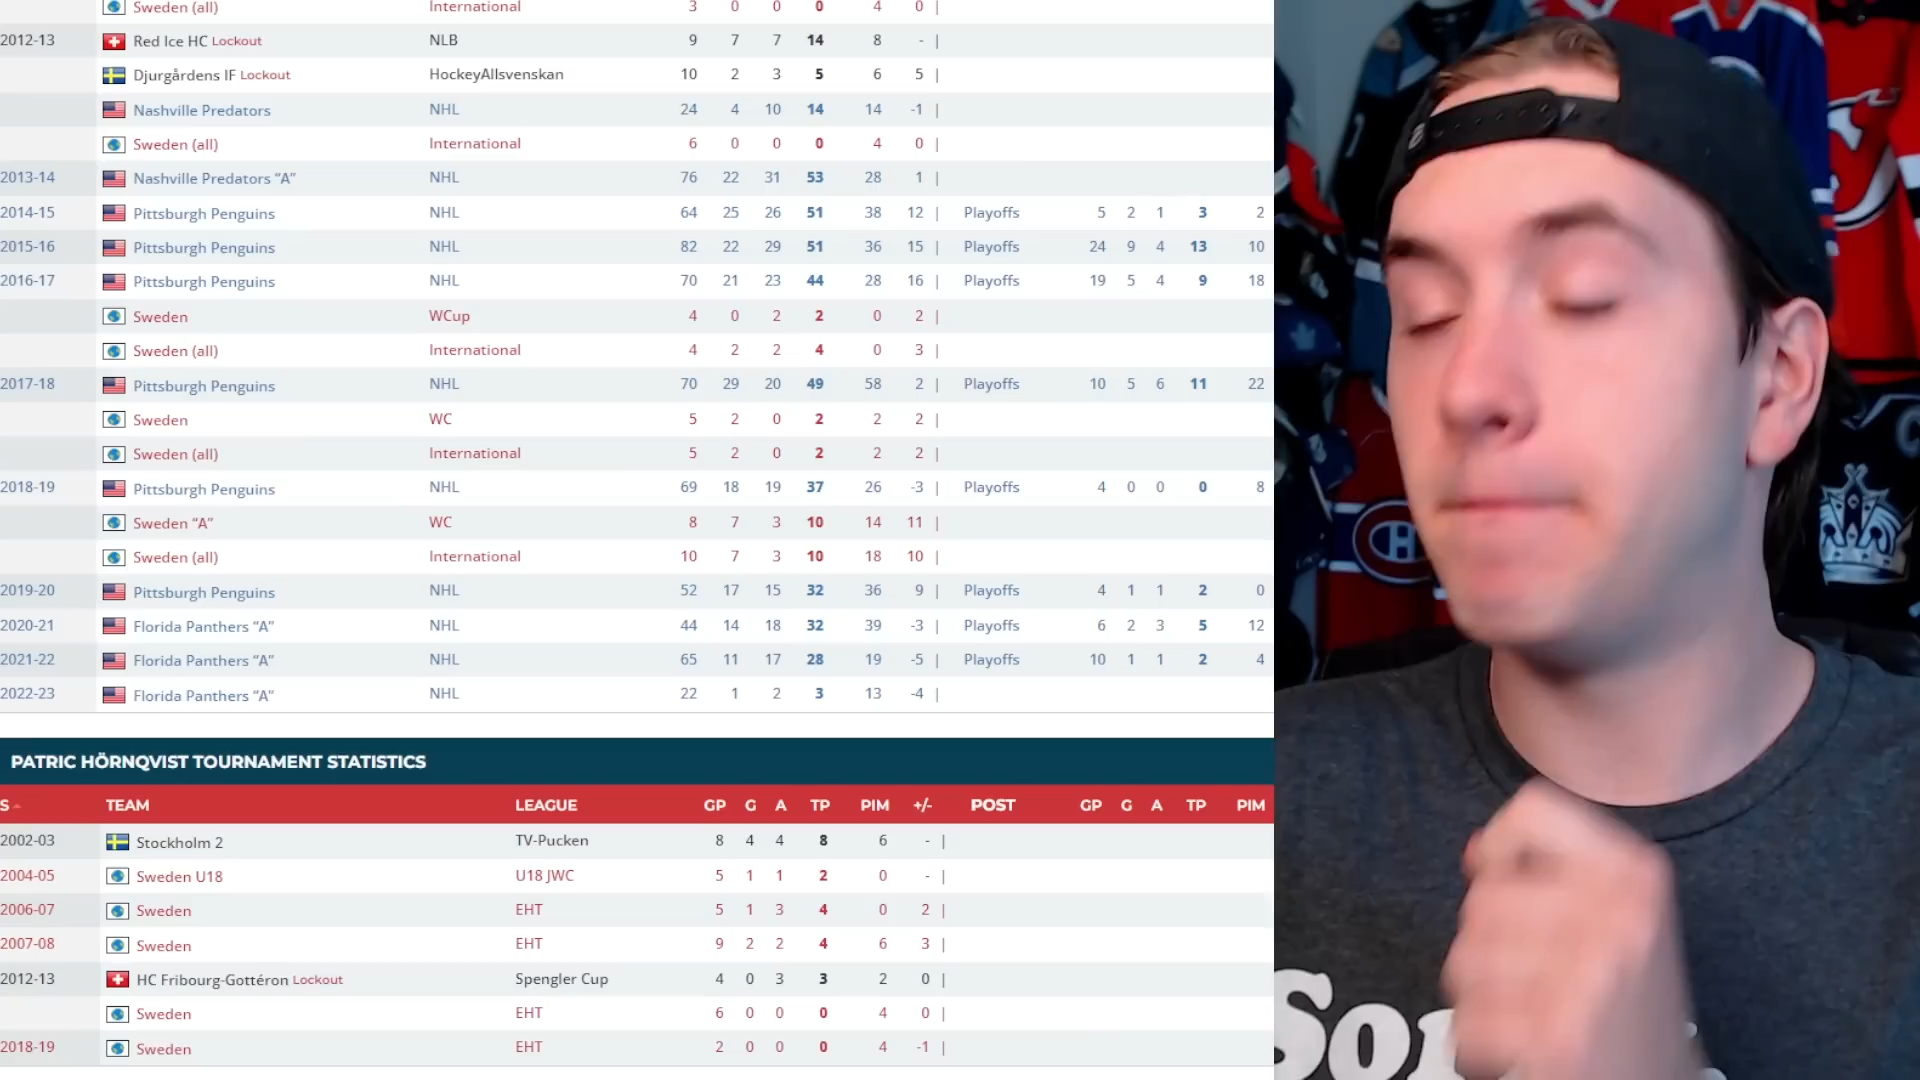 Sweden (all) International 3 0 0 0 4 0 |
2012-13 Red Ice HC Lockout NLB 9 7 7 14 8 - |
Djurgårdens IF Lockout HockeyAllsvenskan 10 2 3 5 6 5 |
Nashville Predators NHL 24 4 10 14 14 -1 |
Sweden (all) International 6 0 0 0 4 0 |
2013-14 Nashville Predators “A” NHL 76 22 31 53 28 1 |
2014-15 Pittsburgh Penguins NHL 64 25 26 51 38 12 | Playoffs 5 2 1 3 2
2015-16 Pittsburgh Penguins NHL 82 22 29 51 36 15 | Playoffs 24 9 4 13 10
2016-17 Pittsburgh Penguins NHL 70 21 23 44 28 16 | Playoffs 19 5 4 9 18
Sweden WCup 4 0 2 2 0 2 |
Sweden (all) International 4 2 2 4 0 3 |
2017-18 Pittsburgh Penguins NHL 70 29 20 49 58 2 | Playoffs 10 5 6 11 22
Sweden WC 5 2 0 2 2 2 |
Sweden (all) International 5 2 0 2 2 2 |
2018-19 Pittsburgh Penguins NHL 69 18 19 37 26 -3 | Playoffs 4 0 0 0 8
Sweden “A” WC 8 7 3 10 14 11 |
Sweden (all) International 10 7 3 10 18 10 |
2019-20 Pittsburgh Penguins NHL 52 17 15 32 36 9 | Playoffs 4 1 1 2 0
2020-21 Florida Panthers “A” NHL 44 14 18 32 39 -3 | Playoffs 6 2 3 5 12
2021-22 Florida Panthers “A” NHL 65 11 17 28 19 -5 | Playoffs 10 1 1 2 4
2022-23 Florida Panthers “A” NHL 22 1 2 3 13 -4 |
PATRIC HÖRNQVIST TOURNAMENT STATISTICS
S TEAM LEAGUE GP G A TP PIM +/- POST GP G A TP PIM
2002-03 Stockholm 2 TV-Pucken 8 4 4 8 6 - |
2004-05 Sweden U18 U18 JWC 5 1 1 2 0 - |
2006-07 Sweden EHT 5 1 3 4 0 2 |
2007-08 Sweden EHT 9 2 2 4 6 3 |
2012-13 HC Fribourg-Gottéron Lockout Spengler Cup 4 0 3 3 2 0 |
Sweden EHT 6 0 0 0 4 0 |
2018-19 Sweden EHT 2 0 0 0 4 -1 |